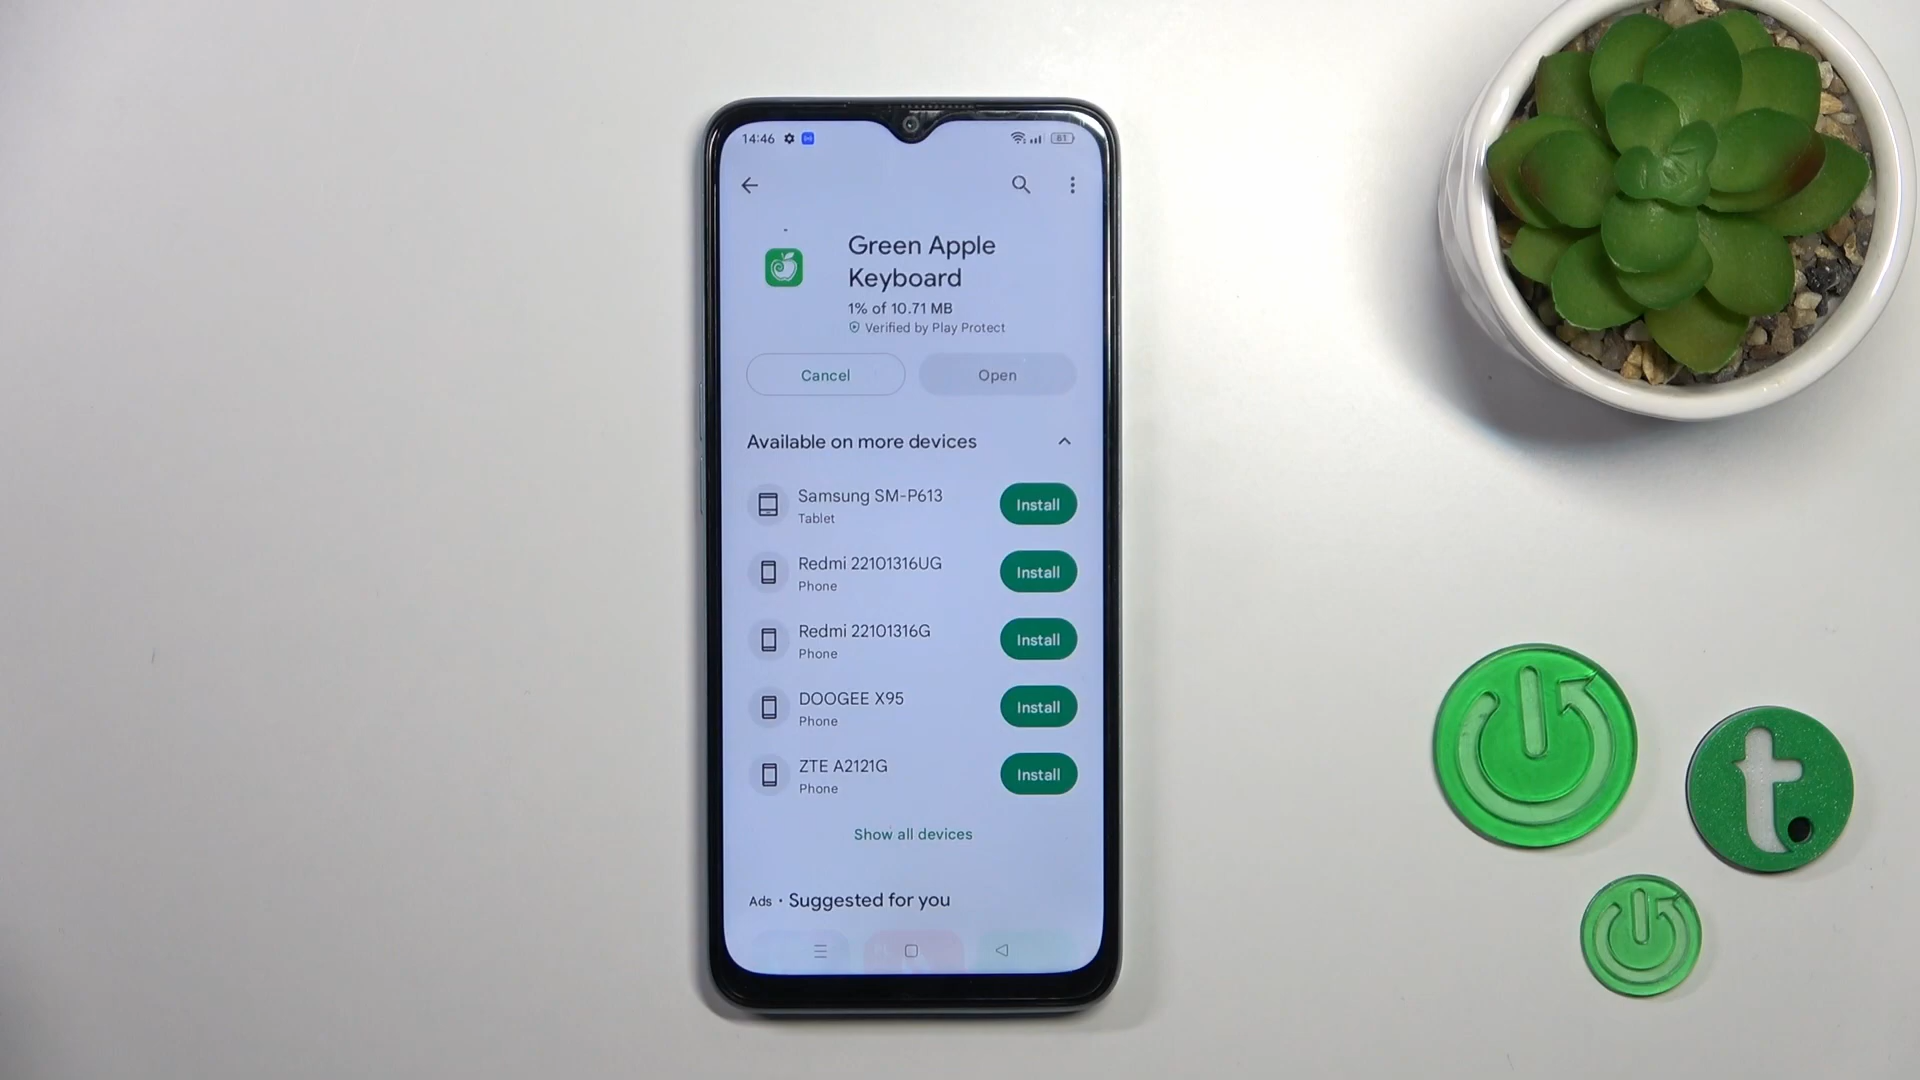 14:46
61
Green Apple
Keyboard
1% of 10.71 MB
Verified by Play Protect
Cancel
Open
Available on more devices
Samsung SM-P613
Tablet
Install
Redmi 22101316UG
Phone
Install
Redmi 22101316G
Phone
Install
DOOGEE X95
Phone
Install
ZTE A2121G
Phone
Install
Show all devices
Ads • Suggested for you
t